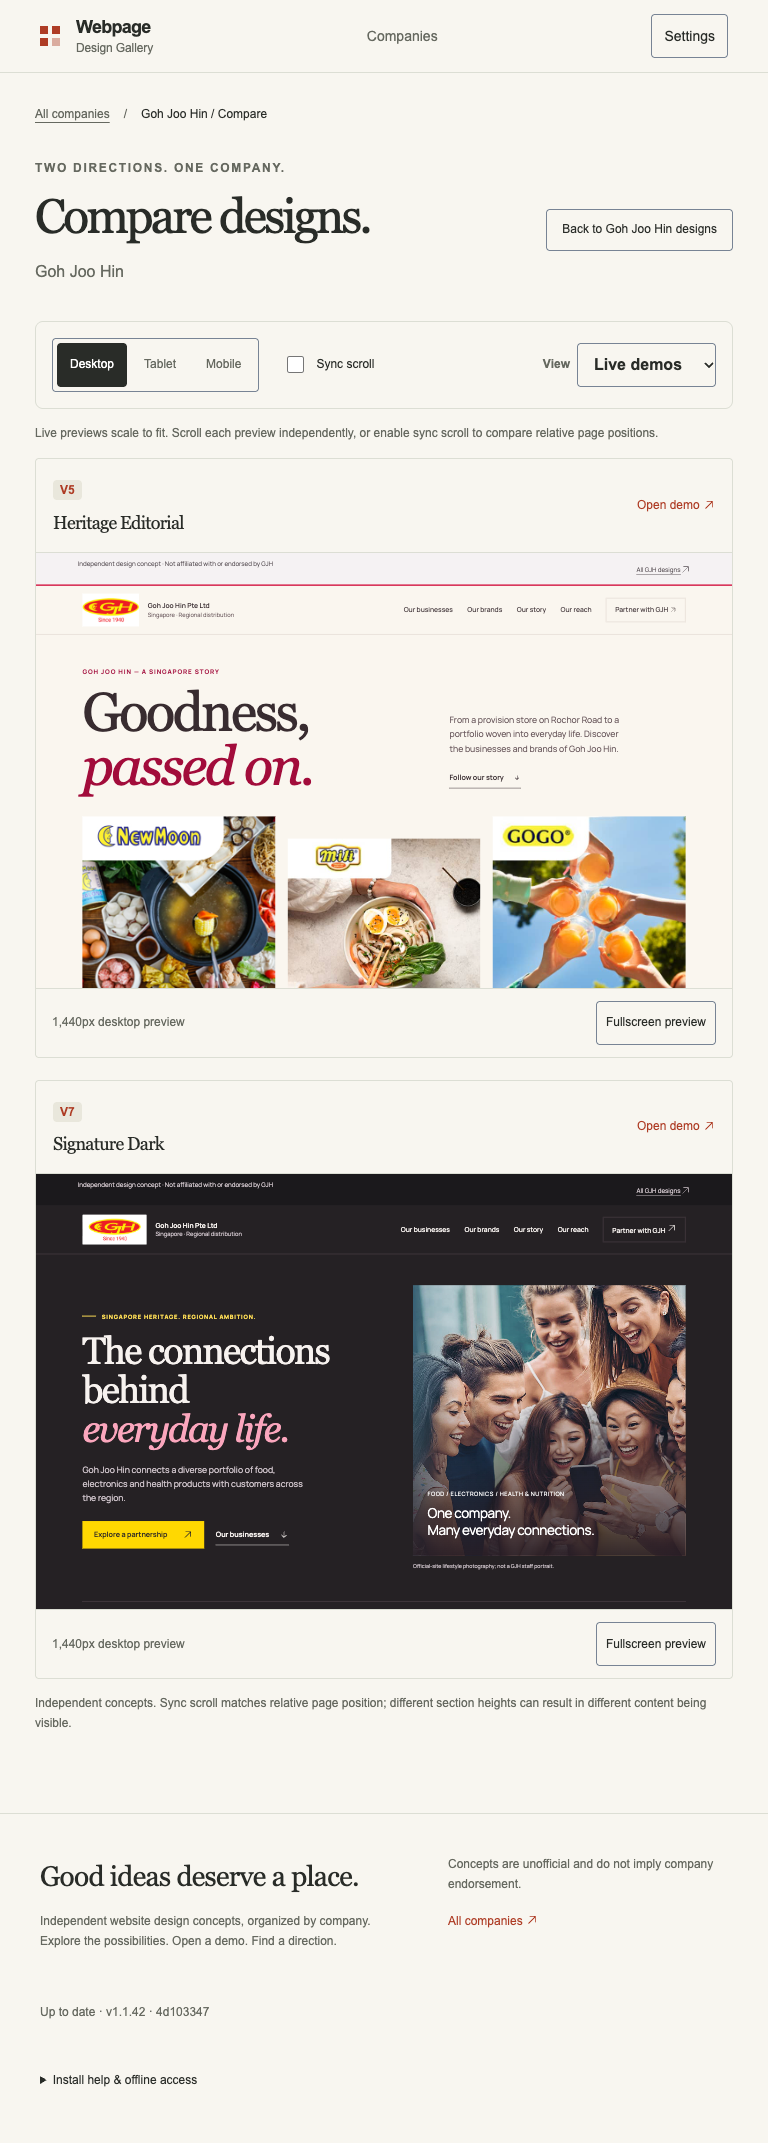 Webpage
Design Gallery
Companies
Settings
All companies / Goh Joo Hin / Compare
TWO DIRECTIONS. ONE COMPANY.
Compare designs.
Back to Goh Joo Hin designs
Goh Joo Hin
Desktop Tablet Mobile
Sync scroll
View Live demos
Live previews scale to fit. Scroll each preview independently, or enable sync scroll to compare relative page positions.
V5
Heritage Editorial
Open demo
Independent design concept · Not affiliated with or endorsed by GJH
All GJH designs
GJH
Since 1940
Goh Joo Hin Pte Ltd
Singapore · Regional distribution
Our businesses Our brands Our story Our reach Partner with GJH
GOH JOO HIN — A SINGAPORE STORY
Goodness,
passed on.
From a provision store on Rochor Road to a
portfolio woven into everyday life. Discover
the businesses and brands of Goh Joo Hin.
Follow our story ↓
New Moon
Mili
GOGO®
1,440px desktop preview
Fullscreen preview
V7
Signature Dark
Open demo
Independent design concept · Not affiliated with or endorsed by GJH
All GJH designs
GJH
Since 1940
Goh Joo Hin Pte Ltd
Singapore · Regional distribution
Our businesses Our brands Our story Our reach Partner with GJH
SINGAPORE HERITAGE. REGIONAL AMBITION.
The connections
behind
everyday life.
Goh Joo Hin connects a diverse portfolio of food,
electronics and health products with customers across
the region.
Explore a partnership
Our businesses ↓
FOOD / ELECTRONICS / HEALTH & NUTRITION
One company.
Many everyday connections.
Official-site lifestyle photography; not a GJH staff portrait.
1,440px desktop preview
Fullscreen preview
Independent concepts. Sync scroll matches relative page position; different section heights can result in different content being
visible.
Good ideas deserve a place.
Independent website design concepts, organized by company.
Explore the possibilities. Open a demo. Find a direction.
Concepts are unofficial and do not imply company
endorsement.
All companies
Up to date · v1.1.42 · 4d103347
Install help & offline access